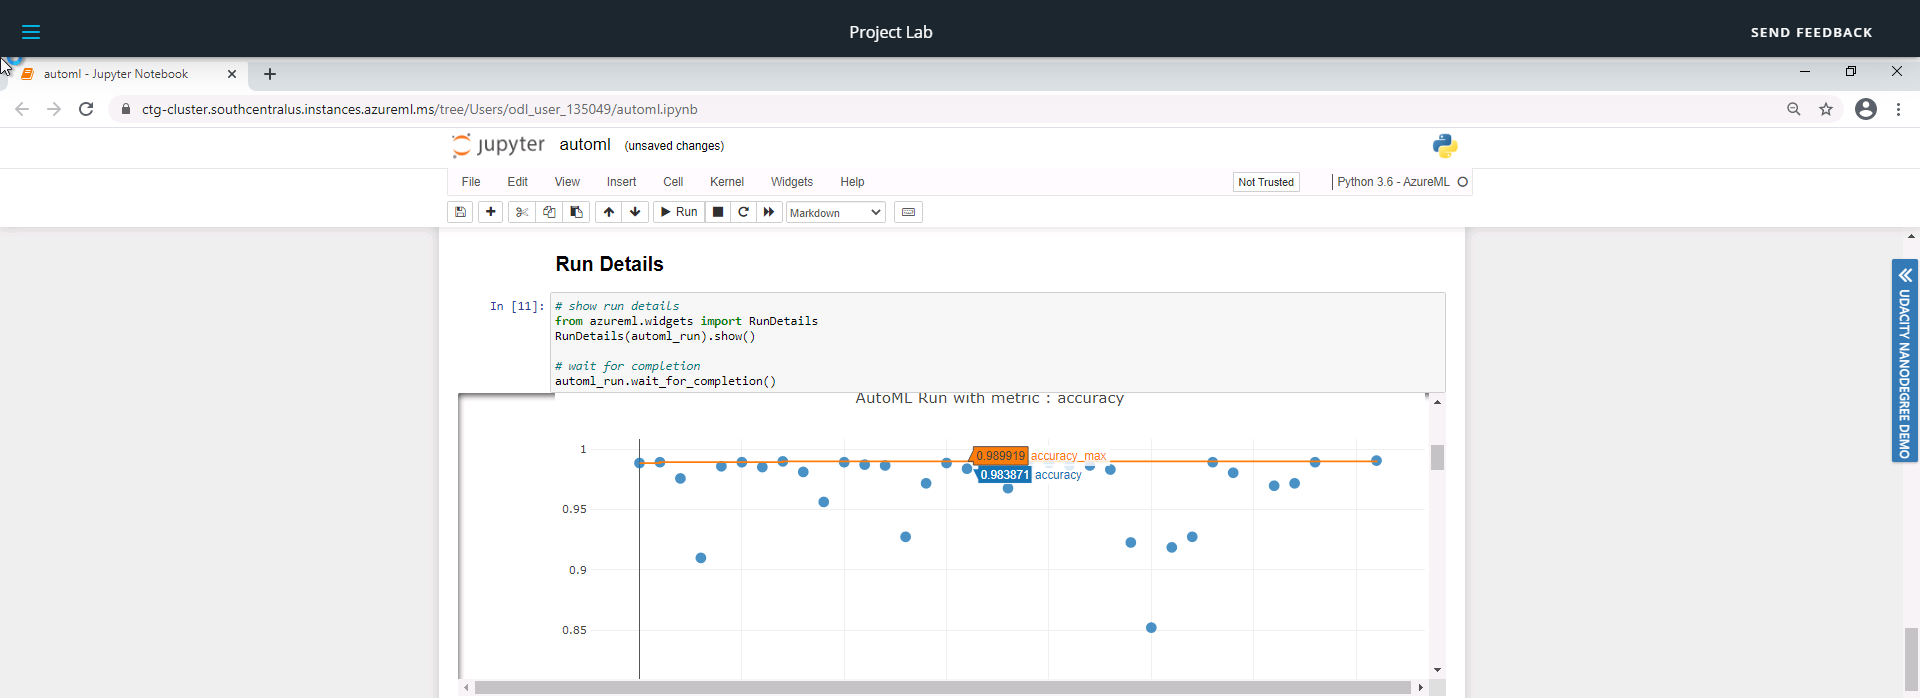 Project Lab
SEND FEEDBACK
automl - Jupyter Notebook
ctg-cluster.southcentralus.instances.azureml.ms/tree/Users/odl_user_135049/automl.ipynb
jupyter automl (unsaved changes)
File Edit View Insert Cell Kernel Widgets Help
Not Trusted
Python 3.6 - AzureML
Run
Markdown
Run Details
In [11]:
# show run details
from azureml.widgets import RunDetails
RunDetails(automl_run).show()
# wait for completion
automl_run.wait_for_completion()
AutoML Run with metric : accuracy
1
0.989919 accuracy_max
0.983871 accuracy
0.95
0.9
0.85
UDACITY NANODEGREE DEMO